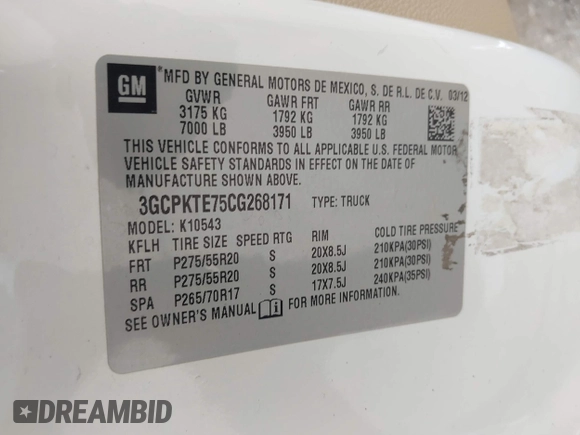 GM *MFD BY GENERAL MOTORS DE MEXICO, S. DE R.L. DE C.V. 03/12
GVWR GAWR FRT GAWR RR
3175 KG 1792 KG 1792 KG
7000 LB 3950 LB 3950 LB
THIS VEHICLE CONFORMS TO ALL APPLICABLE U.S. FEDERAL MOTOR
VEHICLE SAFETY STANDARDS IN EFFECT ON THE DATE OF
MANUFACTURE SHOWN ABOVE.
3GCPKTE75CG268171 TYPE: TRUCK
MODEL: K10543
KFLH TIRE SIZE SPEED RTG RIM COLD TIRE PRESSURE
FRT P275/55R20 S 20X8.5J 210KPA(30PSI)
RR P275/55R20 S 20X8.5J 210KPA(30PSI)
SPA P265/70R17 S 17X7.5J 240KPA(35PSI)
SEE OWNER'S MANUAL FOR MORE INFORMATION.
DREAMBID